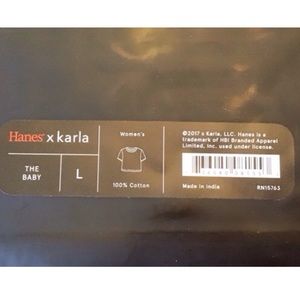 Hanes® x karla
THE
BABY
L
Women's
100% Cotton
©2017 x Karla, LLC. Hanes is a
trademark of HBI Branded Apparel
Limited, Inc. used under license.
Made in India
RN15763